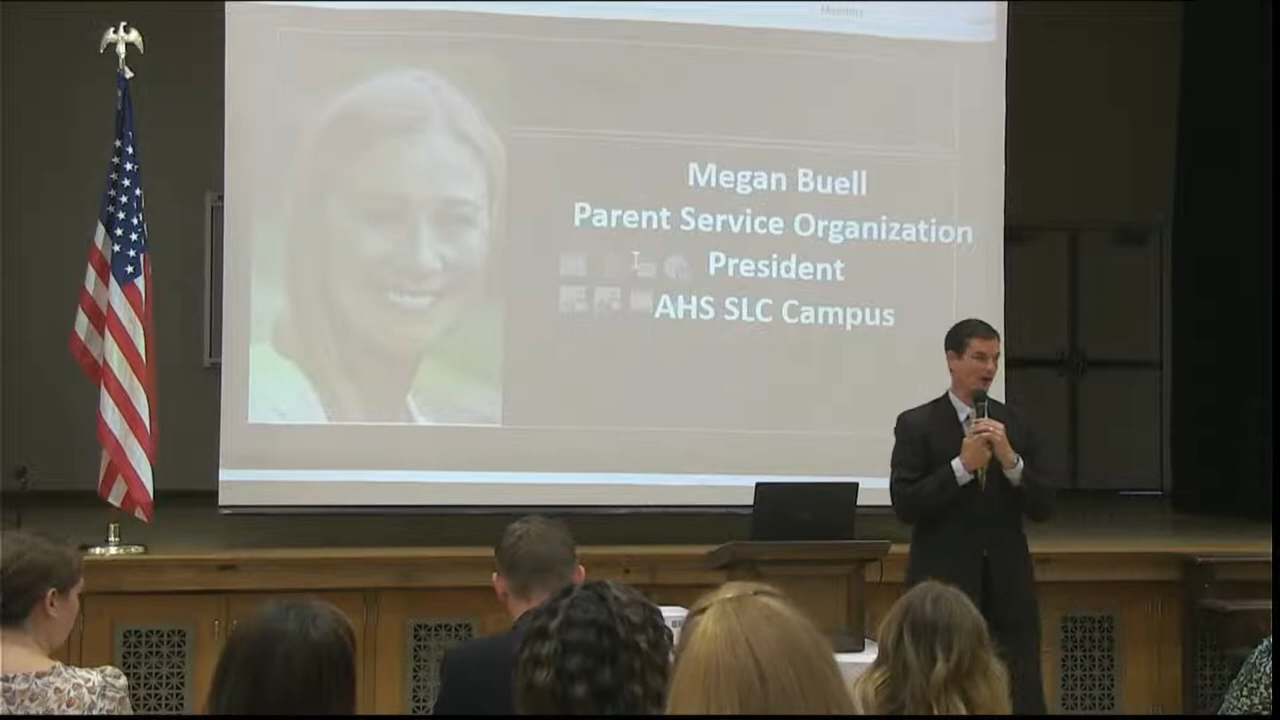 Megan Buell
Parent Service Organization
President
AHS SLC Campus